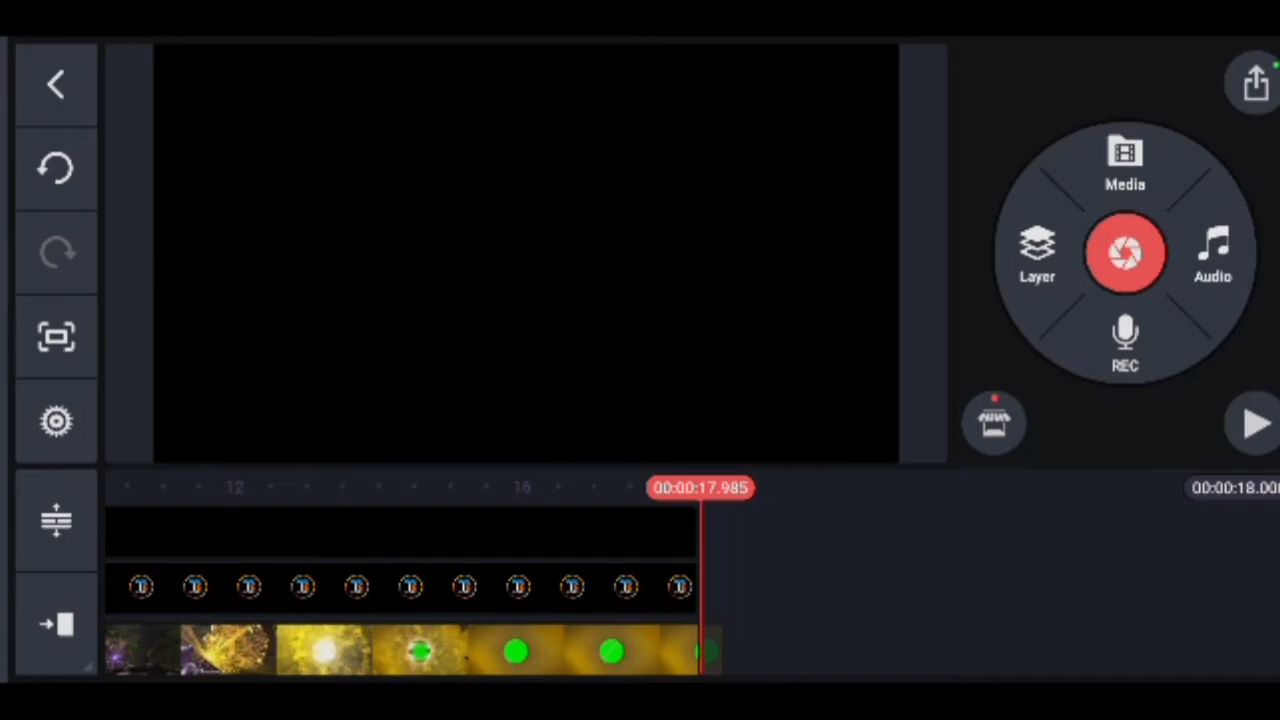 Media
Layer
Audio
REC
12
16
00:00:17.985
00:00:18.00